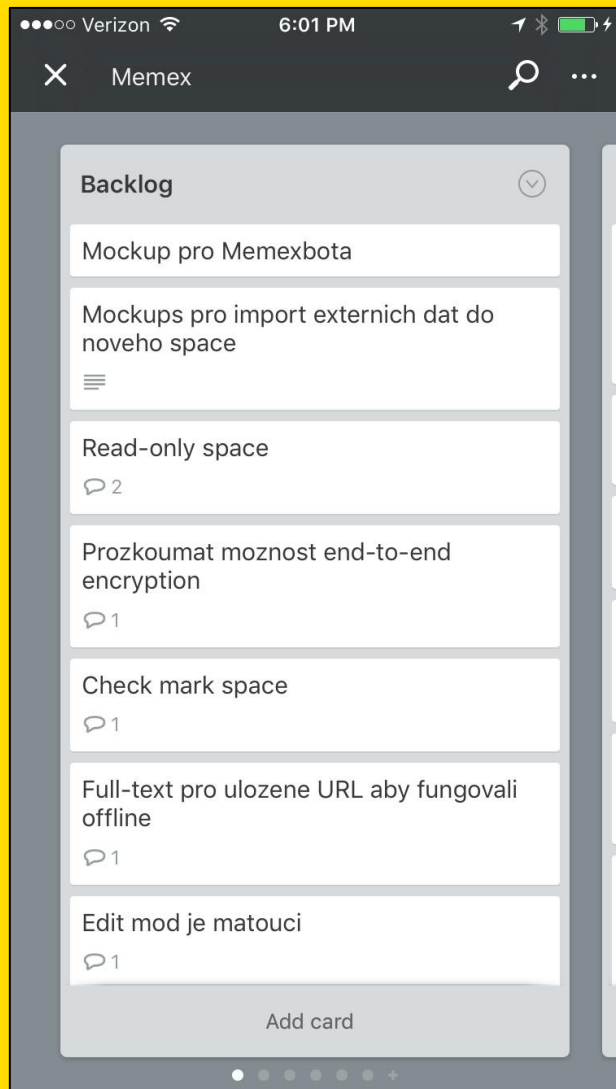 Verizon 6:01 PM
Memex
Backlog
Mockup pro Memexbota
Mockups pro import externich dat do
noveho space
Read-only space
2
Prozkoumat moznost end-to-end
encryption
1
Check mark space
1
Full-text pro ulozene URL aby fungovali
offline
1
Edit mod je matouci
1
Add card